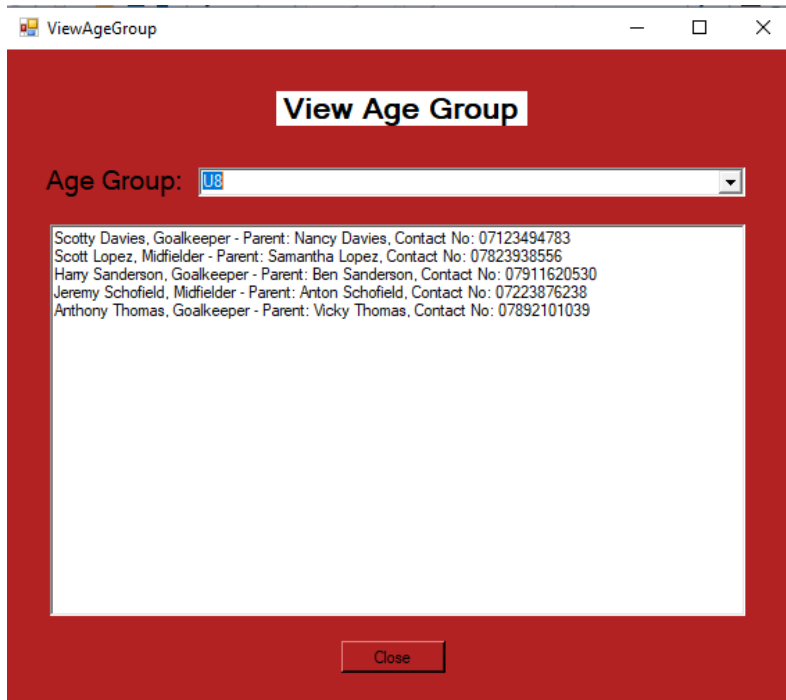 ViewAgeGroup
View Age Group
Age Group: U8
Scotty Davies, Goalkeeper - Parent: Nancy Davies, Contact No: 07123494783
Scott Lopez, Midfielder - Parent: Samantha Lopez, Contact No: 07823938556
Harry Sanderson, Goalkeeper - Parent: Ben Sanderson, Contact No: 07911620530
Jeremy Schofield, Midfielder - Parent: Anton Schofield, Contact No: 07223876238
Anthony Thomas, Goalkeeper - Parent: Vicky Thomas, Contact No: 07892101039
Close